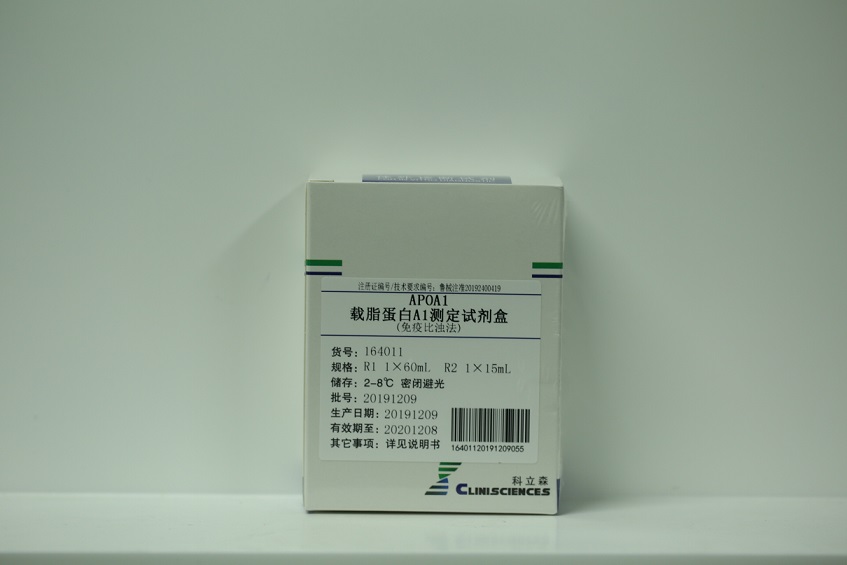 注册证编号/技术要求编号: 鲁械注准20192400419
APOA1
载脂蛋白A1测定试剂盒
(免疫比浊法)
货号: 164011
规格: R1 1×60mL R2 1×15mL
储存: 2-8℃ 密闭避光
批号: 20191209
生产日期: 20191209
有效期至: 20201208
其它事项: 详见说明书
16401120191209055
科立森
CLINISCIENCES